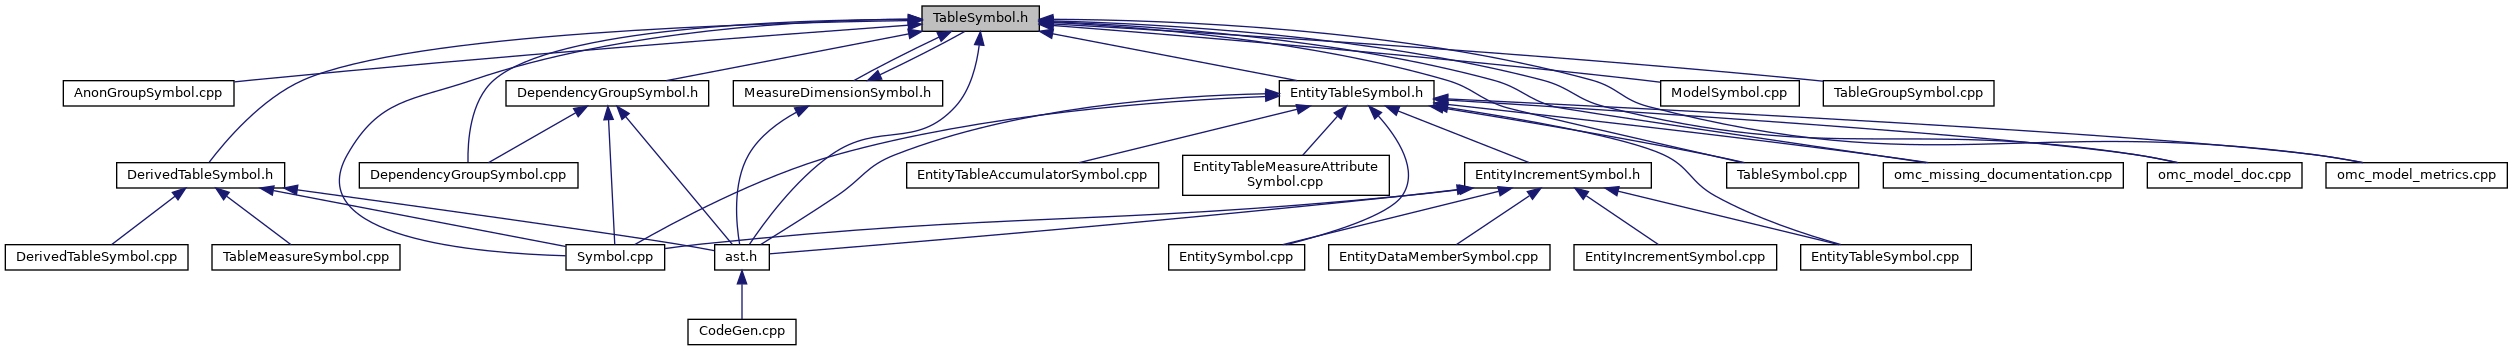 TableSymbol.h
AnonGroupSymbol.cpp
DependencyGroupSymbol.h
MeasureDimensionSymbol.h
EntityTableSymbol.h
ModelSymbol.cpp
TableGroupSymbol.cpp
DerivedTableSymbol.h
DependencyGroupSymbol.cpp
EntityTableAccumulatorSymbol.cpp
EntityTableMeasureAttribute
Symbol.cpp
EntityIncrementSymbol.h
TableSymbol.cpp
omc_missing_documentation.cpp
omc_model_doc.cpp
omc_model_metrics.cpp
DerivedTableSymbol.cpp
TableMeasureSymbol.cpp
Symbol.cpp
ast.h
EntitySymbol.cpp
EntityDataMemberSymbol.cpp
EntityIncrementSymbol.cpp
EntityTableSymbol.cpp
CodeGen.cpp